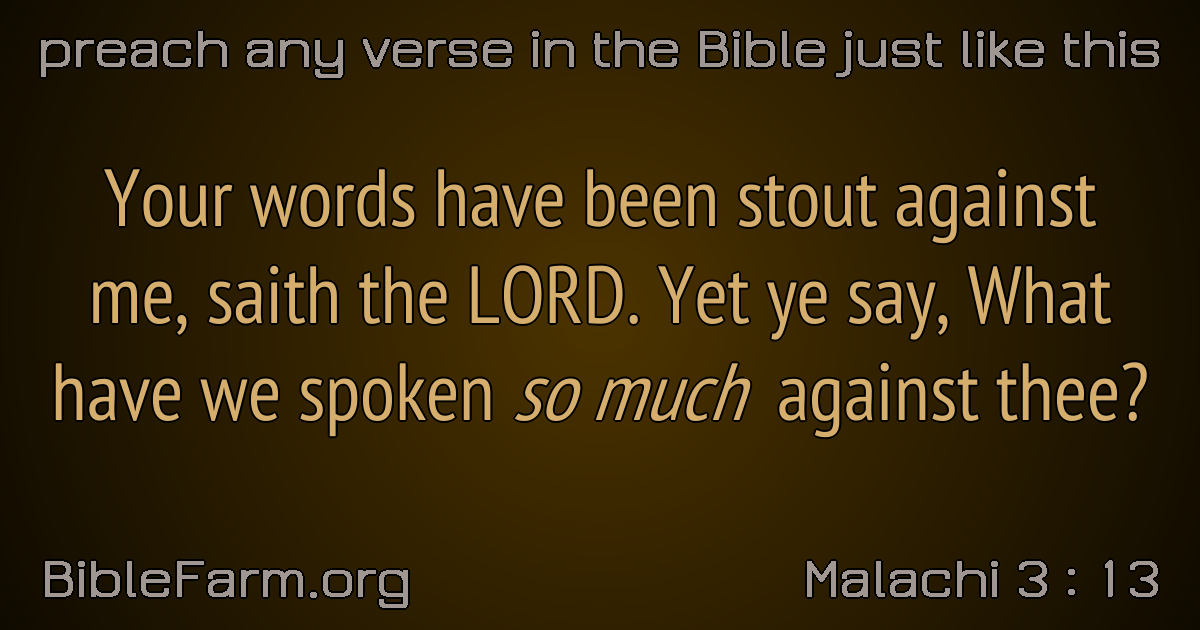 preach any verse in the Bible just like this
Your words have been stout against
me, saith the LORD. Yet ye say, What
have we spoken so much against thee?
BibleFarm.org
Malachi 3 : 13